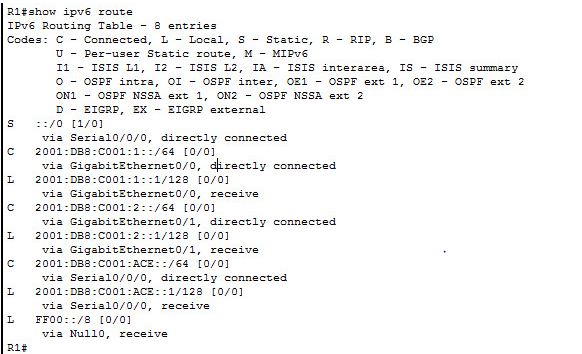 R1#show ipv6 route
IPv6 Routing Table - 8 entries
Codes: C - Connected, L - Local, S - Static, R - RIP, B - BGP
U - Per-user Static route, M - MIPv6
I1 - ISIS L1, I2 - ISIS L2, IA - ISIS interarea, IS - ISIS summary
O - OSPF intra, OI - OSPF inter, OE1 - OSPF ext 1, OE2 - OSPF ext 2
ON1 - OSPF NSSA ext 1, ON2 - OSPF NSSA ext 2
D - EIGRP, EX - EIGRP external
S ::/0 [1/0]
via Serial0/0/0, directly connected
C 2001:DB8:C001:1::/64 [0/0]
via GigabitEthernet0/0, directly connected
L 2001:DB8:C001:1::1/128 [0/0]
via GigabitEthernet0/0, receive
C 2001:DB8:C001:2::/64 [0/0]
via GigabitEthernet0/1, directly connected
L 2001:DB8:C001:2::1/128 [0/0]
via GigabitEthernet0/1, receive
C 2001:DB8:C001:ACE::/64 [0/0]
via Serial0/0/0, directly connected
L 2001:DB8:C001:ACE::1/128 [0/0]
via Serial0/0/0, receive
L FF00::/8 [0/0]
via Null0, receive
R1#